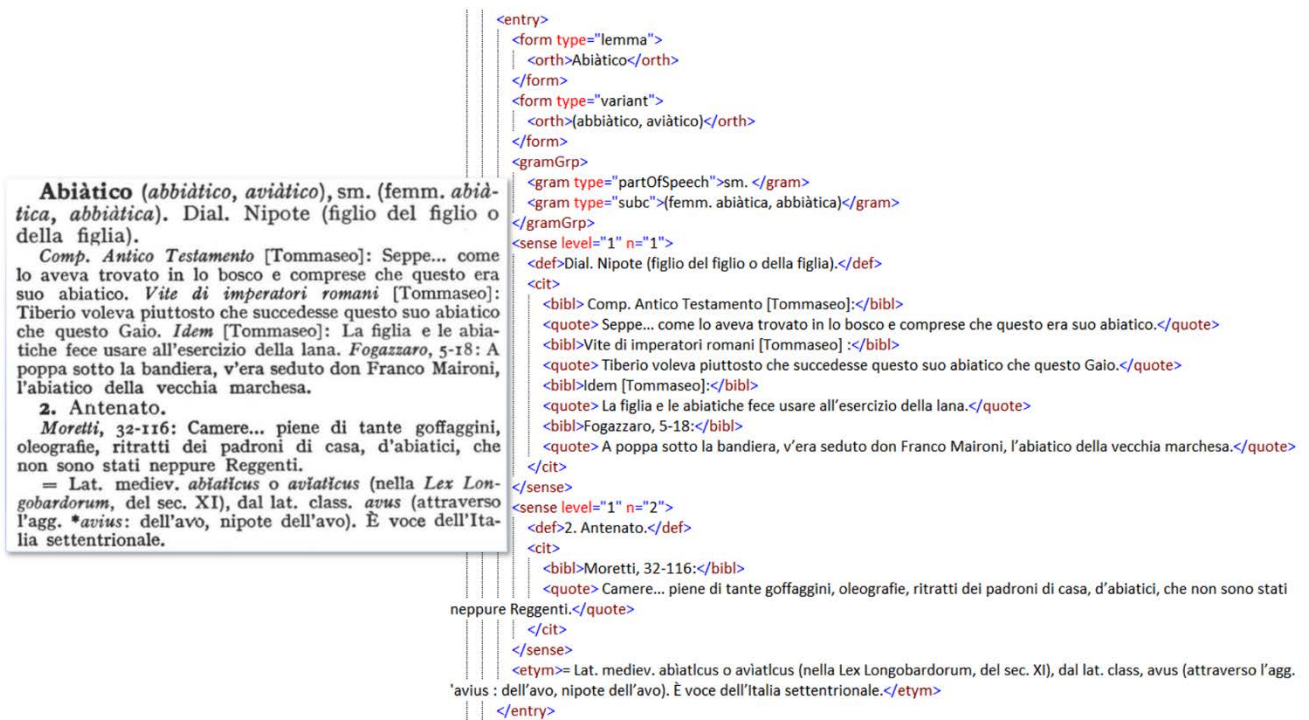 Abiàtico (abbiàtico, aviàtico), sm. (femm. abià-
tica, abbiàtica). Dial. Nipote (figlio del figlio o
della figlia).
Comp. Antico Testamento [Tommaseo]: Seppe... come
lo aveva trovato in lo bosco e comprese che questo era
suo abiatico. Vite di imperatori romani [Tommaseo]:
Tiberio voleva piuttosto che succedesse questo suo abiatico
che questo Gaio. Idem [Tommaseo]: La figlia e le abia-
tiche fece usare all'esercizio della lana. Fogazzaro, 5-18: A
poppa sotto la bandiera, v'era seduto don Franco Maironi,
l'abiatico della vecchia marchesa.
2. Antenato.
Moretti, 32-116: Camere... piene di tante goffaggini,
oleografie, ritratti dei padroni di casa, d'abiatici, che
non sono stati neppure Reggenti.
= Lat. mediev. abiatĭcus o aviatĭcus (nella Lex Lon-
gobardorum, del sec. XI), dal lat. class. avus (attraverso
l'agg. *avius: dell'avo, nipote dell'avo). È voce dell'Ita-
lia settentrionale.
<entry>
<form type="lemma">
<orth>Abiàtico</orth>
</form>
<form type="variant">
<orth>(abbiàtico, aviàtico)</orth>
</form>
<gramGrp>
<gram type="partOfSpeech">sm. </gram>
<gram type="subc">(femm. abiàtica, abbiàtica)</gram>
</gramGrp>
<sense level="1" n="1">
<def>Dial. Nipote (figlio del figlio o della figlia).</def>
<cit>
<bibl> Comp. Antico Testamento [Tommaseo]:</bibl>
<quote> Seppe... come lo aveva trovato in lo bosco e comprese che questo era suo abiatico.</quote>
<bibl>Vite di imperatori romani [Tommaseo] :</bibl>
<quote> Tiberio voleva piuttosto che succedesse questo suo abiatico che questo Gaio.</quote>
<bibl>Idem [Tommaseo]:</bibl>
<quote> La figlia e le abiatiche fece usare all'esercizio della lana.</quote>
<bibl>Fogazzaro, 5-18:</bibl>
<quote> A poppa sotto la bandiera, v'era seduto don Franco Maironi, l'abiatico della vecchia marchesa.</quote>
</cit>
</sense>
<sense level="1" n="2">
<def>2. Antenato.</def>
<cit>
<bibl>Moretti, 32-116:</bibl>
<quote> Camere... piene di tante goffaggini, oleografie, ritratti dei padroni di casa, d'abiatici, che non sono stati
neppure Reggenti.</quote>
</cit>
</sense>
<etym>= Lat. mediev. abìatlcus o avìatlcus (nella Lex Longobardorum, del sec. XI), dal lat. class, avus (attraverso l'agg.
'avius : dell'avo, nipote dell'avo). È voce dell'Italia settentrionale.</etym>
</entry>